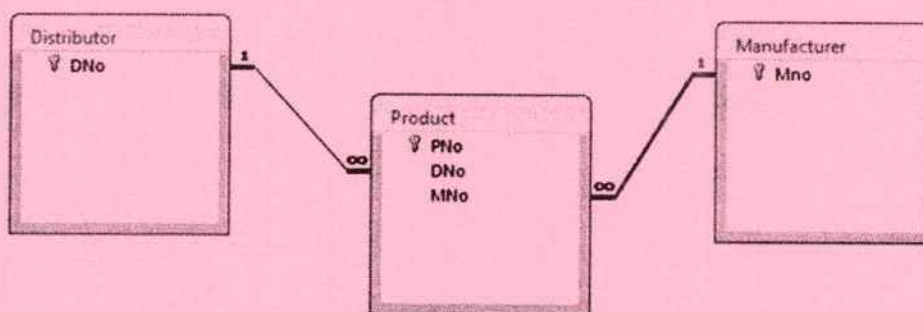 Distributor
DNo
1
∞
Product
PNo
DNo
MNo
∞
1
Manufacturer
Mno